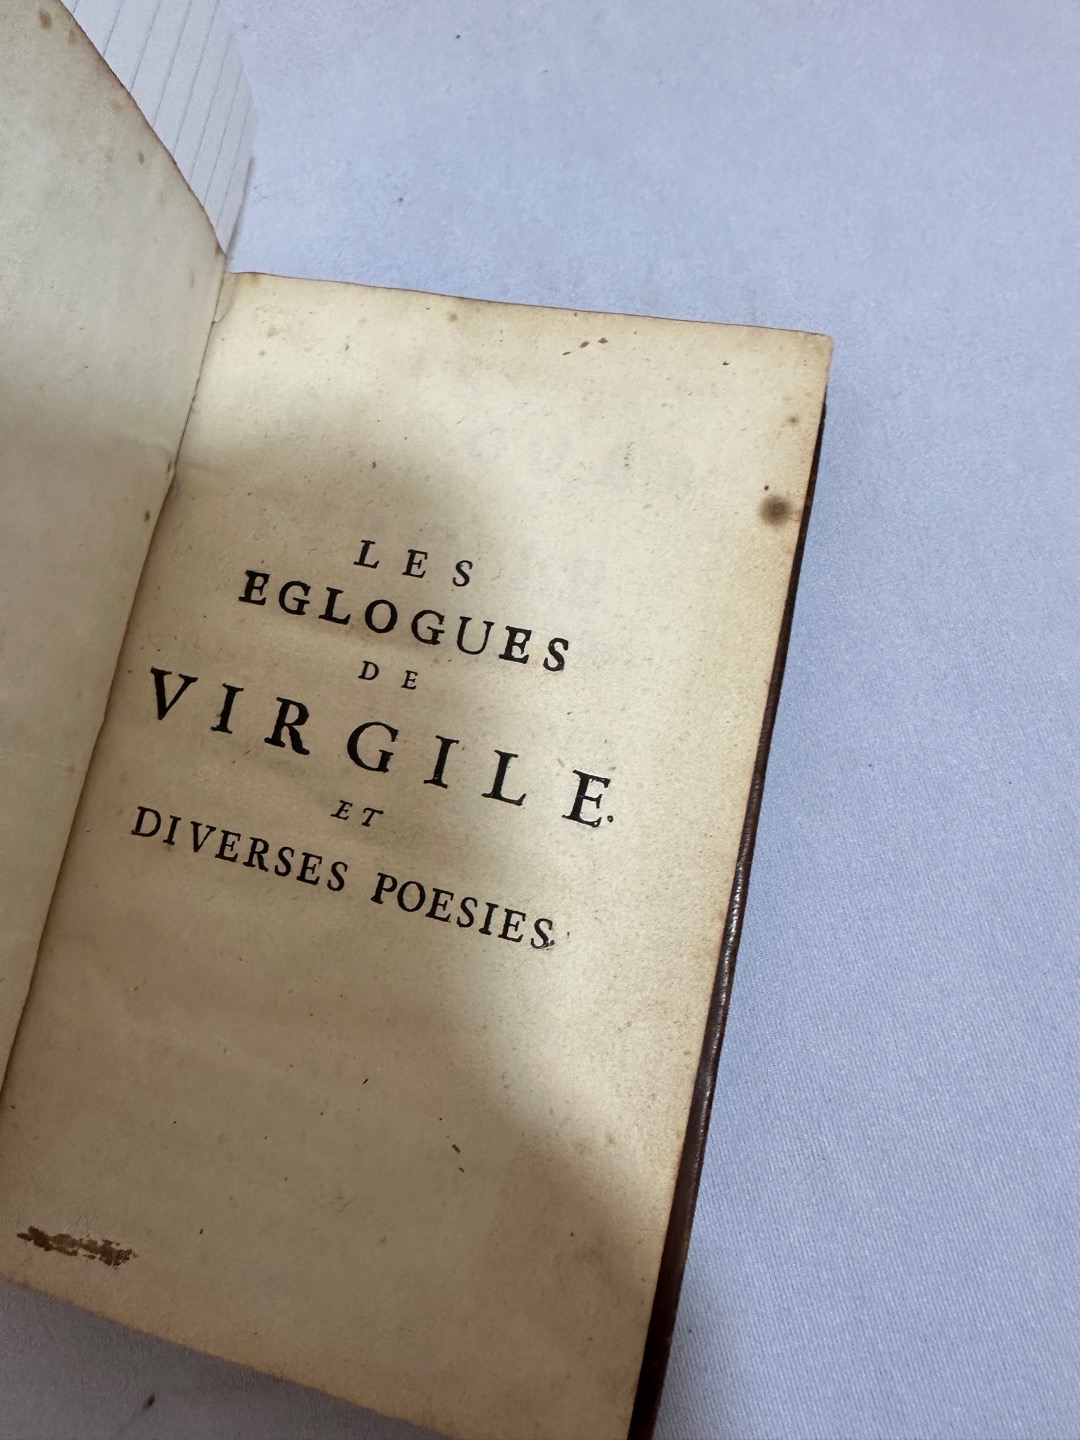 LES
EGLOGUES
DE
VIRGILE.
ET
DIVERSES POESIES.